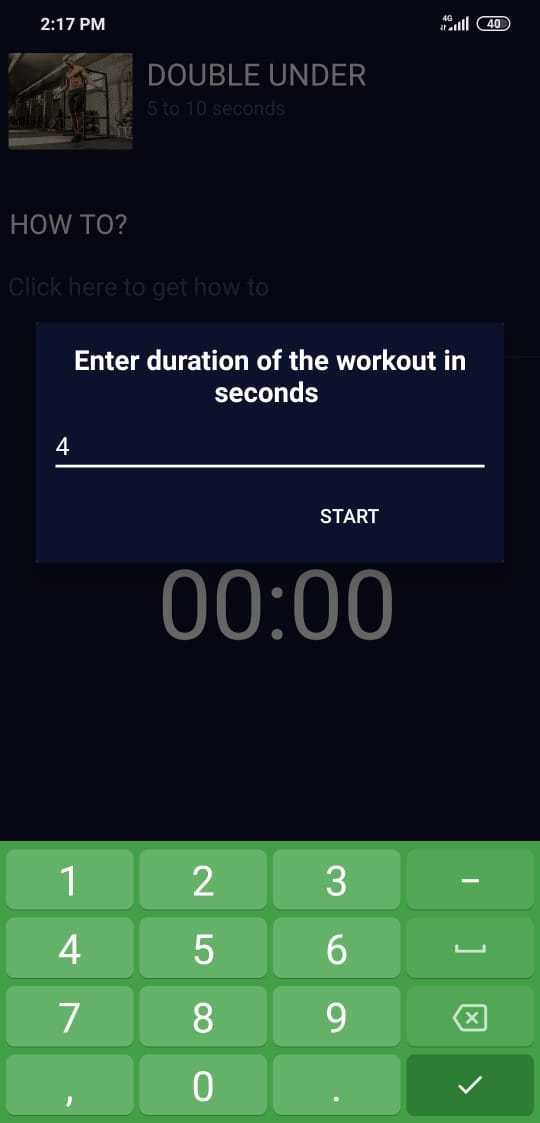 2:17 PM
4G
40
DOUBLE UNDER
5 to 10 seconds
HOW TO?
Click here to get how to
Enter duration of the workout in
seconds
4
START
00:00
1 2 3 -
4 5 6
7 8 9
, 0 .